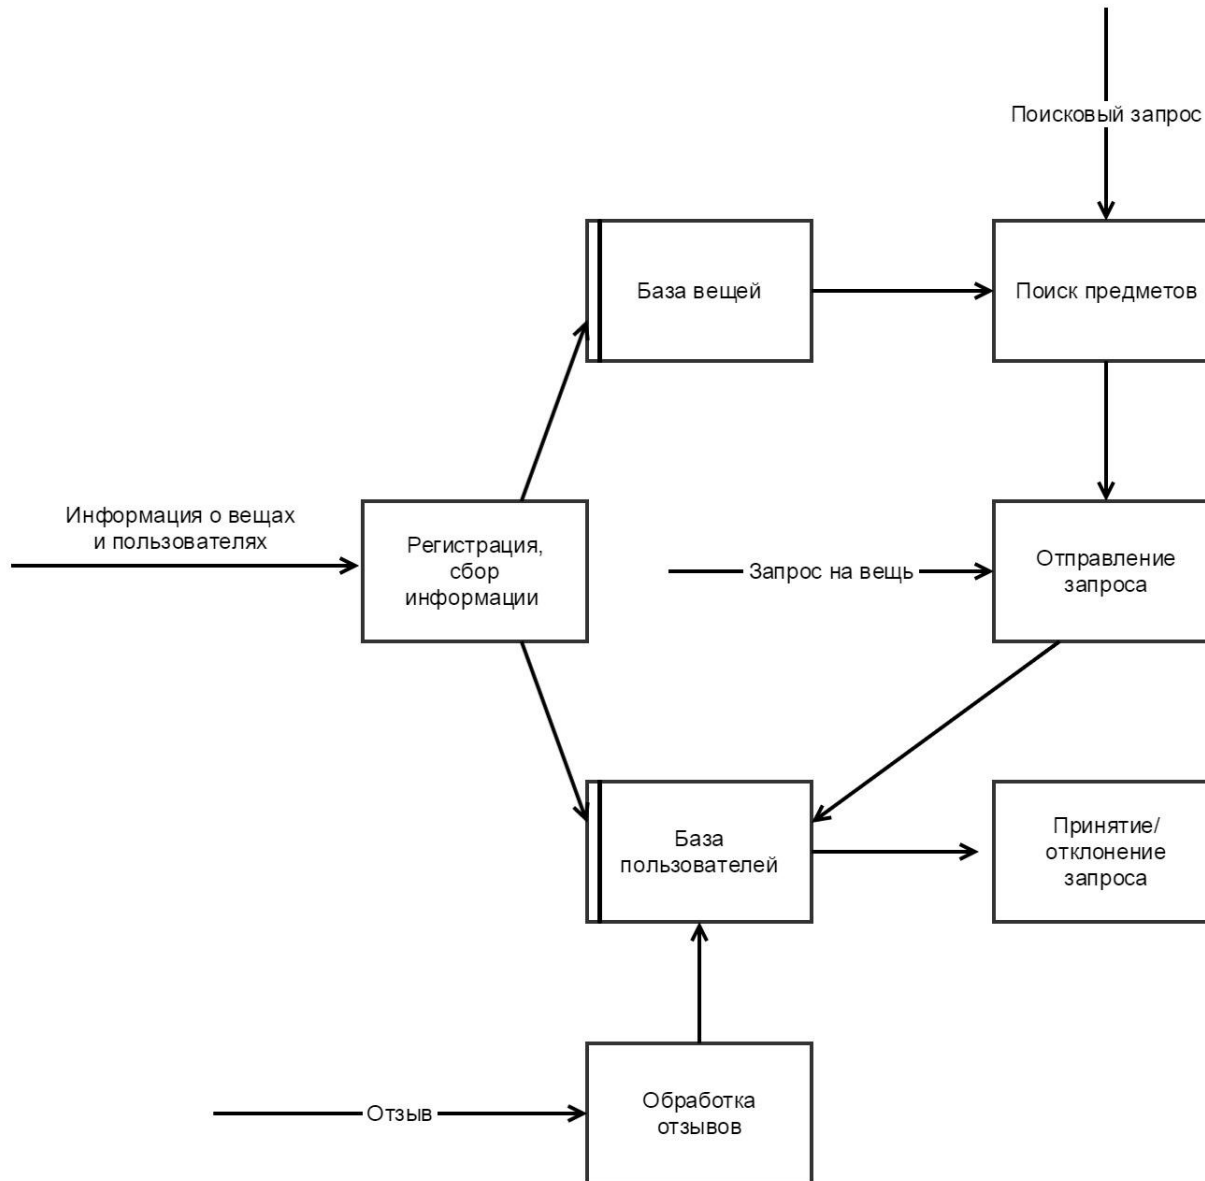 Поисковый запрос
База вещей
Поиск предметов
Информация о вещах
и пользователях
Регистрация,
сбор
информации
Запрос на вещь
Отправление
запроса
База
пользователей
Принятие/
отклонение
запроса
Отзыв
Обработка
отзывов